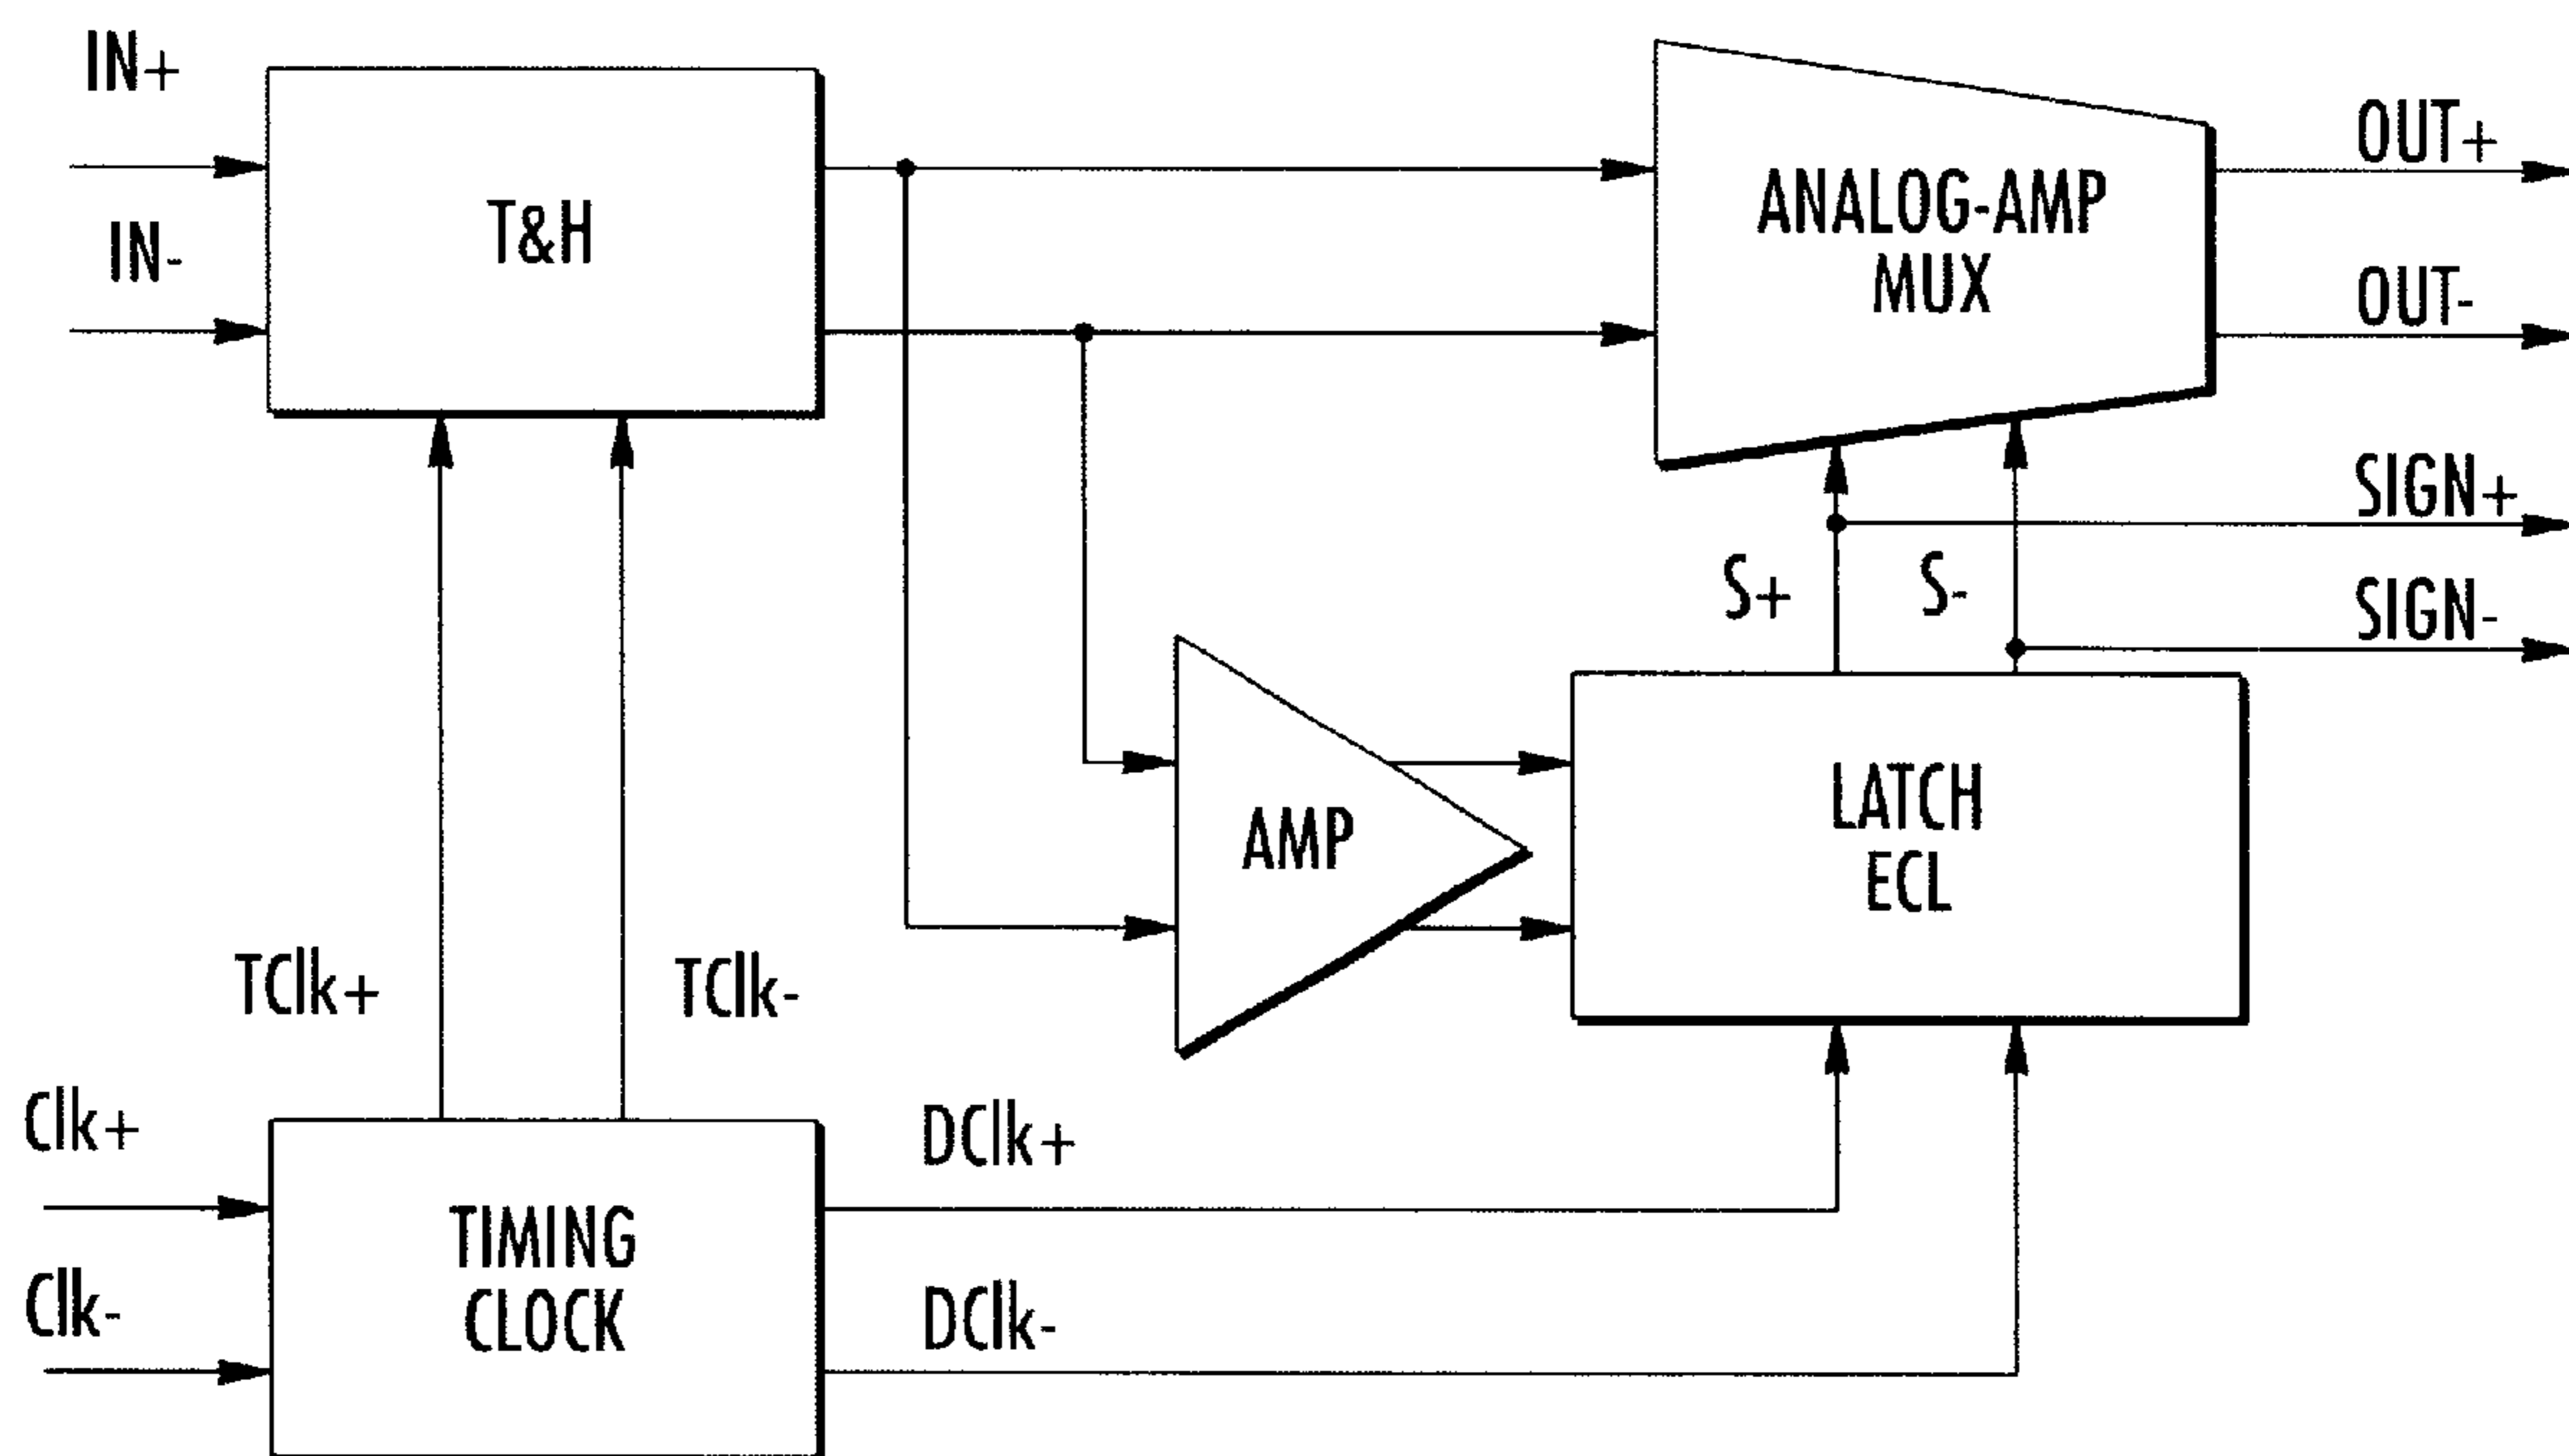 IN+
IN-
T&H
ANALOG-AMP
MUX
OUT+
OUT-
SIGN+
SIGN-
S+
S-
AMP
LATCH
ECL
TClk+
TClk-
Clk+
Clk-
TIMING
CLOCK
DClk+
DClk-